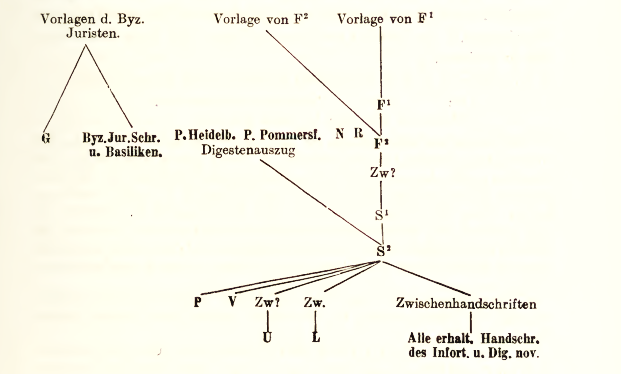 Vorlagen d. Byz. Juristen.
Vorlage von F² Vorlage von F¹
F¹
G Byz. Jur. Schr. u. Basiliken.
P. Heidelb. P. Pommersf. N R F²
Digestenauszug
Zw?
S¹
S²
P V Zw? Zw. Zwischenhandschriften
U L Alle erhalt. Handschr.
des Infort. u. Dig. nov.